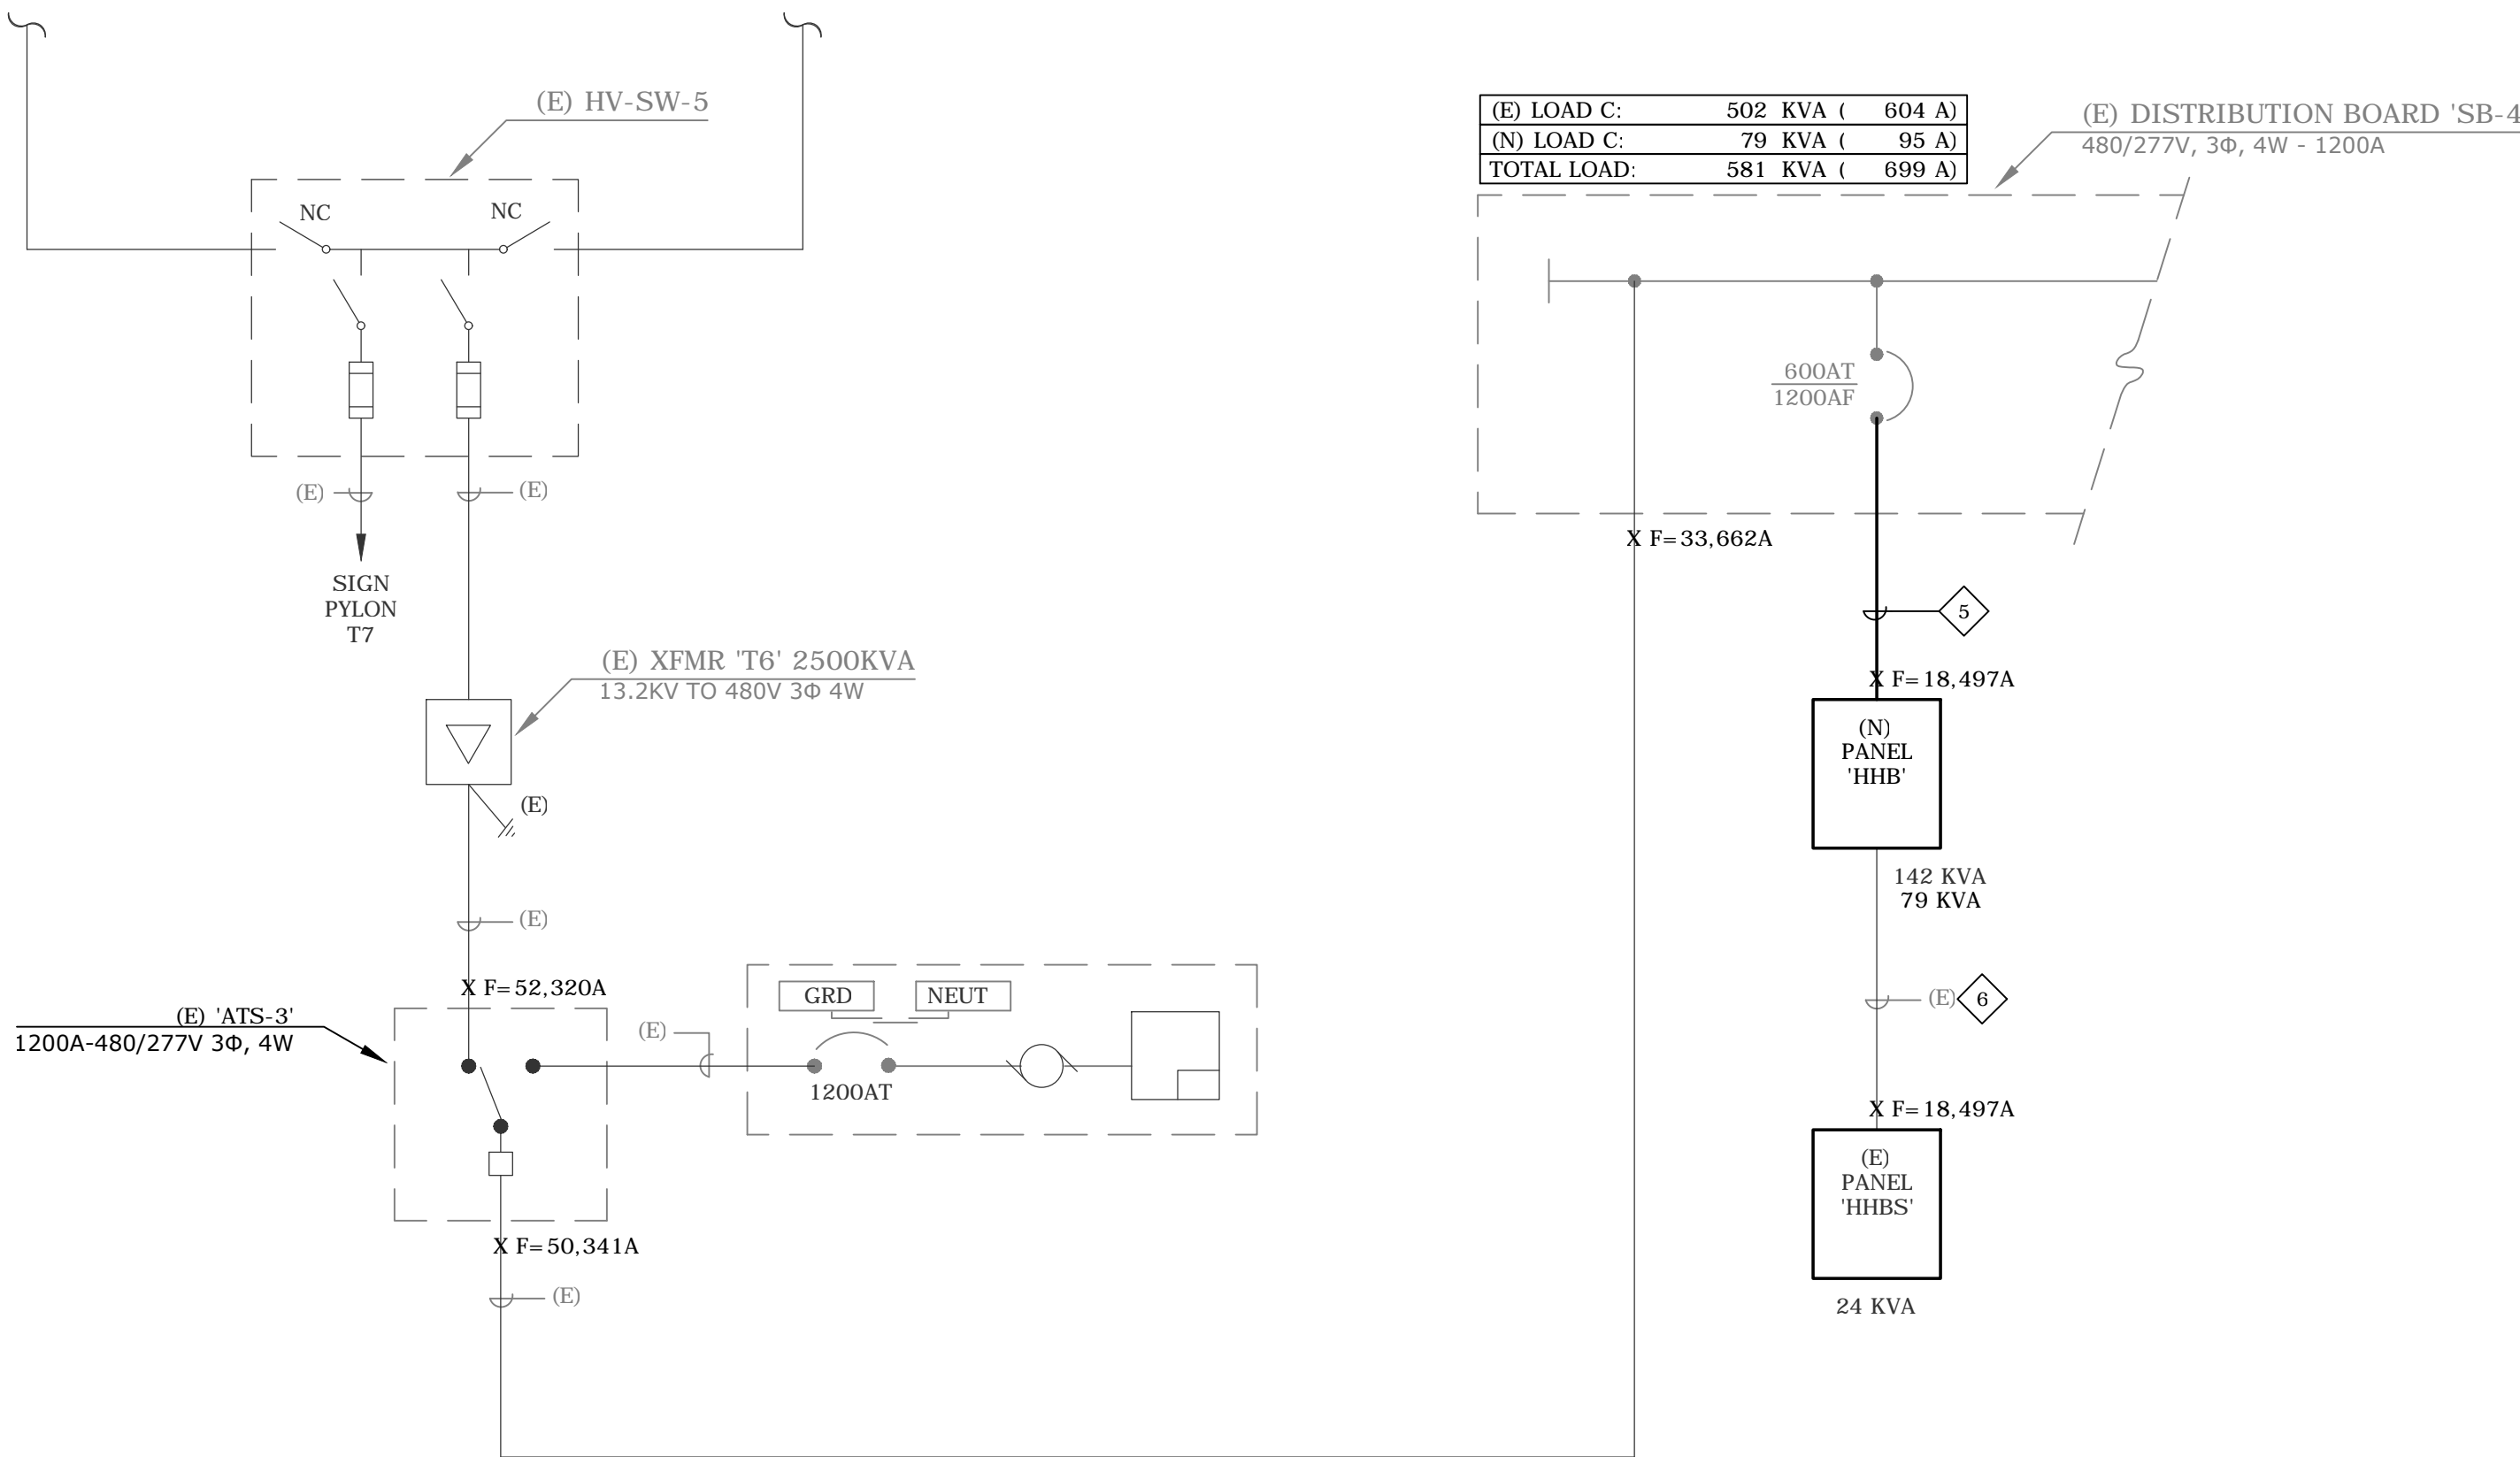 (E) HV-SW-5
NC
NC
(E)
(E)
SIGN
PYLON
T7
(E) XFMR 'T6' 2500KVA
13.2KV TO 480V 3Φ 4W
(E)
(E)
X F=52,320A
(E) 'ATS-3'
1200A-480/277V 3Φ, 4W
(E)
GRD
NEUT
1200AT
X F=50,341A
(E)
(E) LOAD C: 502 KVA ( 604 A)
(N) LOAD C: 79 KVA ( 95 A)
TOTAL LOAD: 581 KVA ( 699 A)
(E) DISTRIBUTION BOARD 'SB-4
480/277V, 3Φ, 4W - 1200A
600AT
1200AF
X F=33,662A
5
X F=18,497A
(N)
PANEL
'HHB'
142 KVA
79 KVA
(E) 6
X F=18,497A
(E)
PANEL
'HHBS'
24 KVA